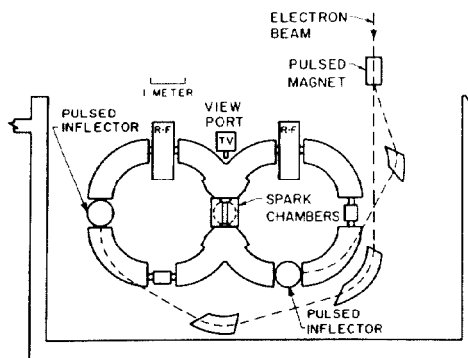 ELECTRON
BEAM
PULSED
MAGNET
1 METER
PULSED
INFLECTOR
VIEW
PORT
R-F
TV
R-F
SPARK
CHAMBERS
PULSED
INFLECTOR